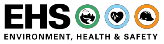 EHS
ENVIRONMENT, HEALTH & SAFETY